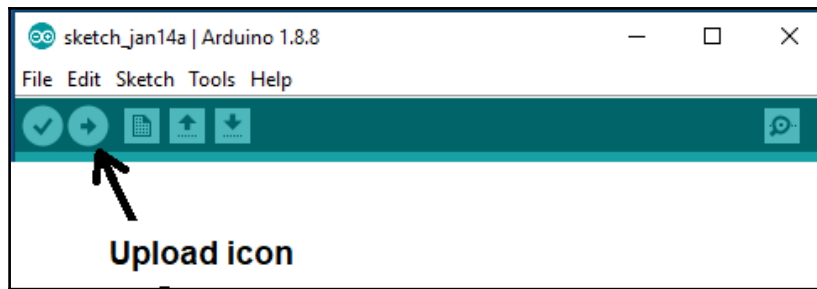 sketch_jan14a | Arduino 1.8.8
File Edit Sketch Tools Help
Upload icon